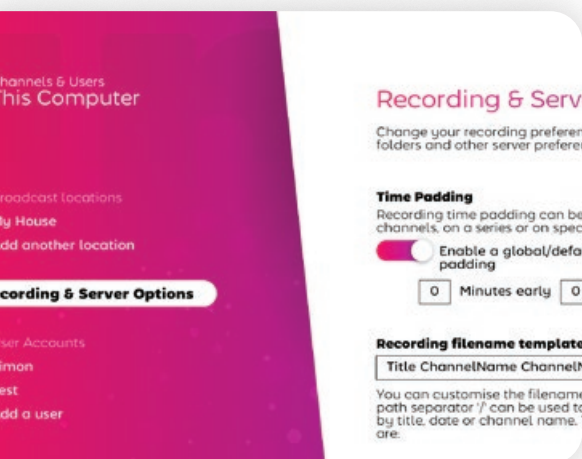 hannels & Users
This Computer
roadcast locations
My House
dd another location
cording & Server Options
ser Accounts
imon
est
dd a user
Recording & Serv
Change your recording preferen
folders and other server preferen
Time Padding
Recording time padding can be
channels, on a series or on spec
Enable a global/defa
padding
0 Minutes early 0
Recording filename template
Title ChannelName ChannelN
You can customise the filename
path separator '/' can be used to
by title, date or channel name.
are: